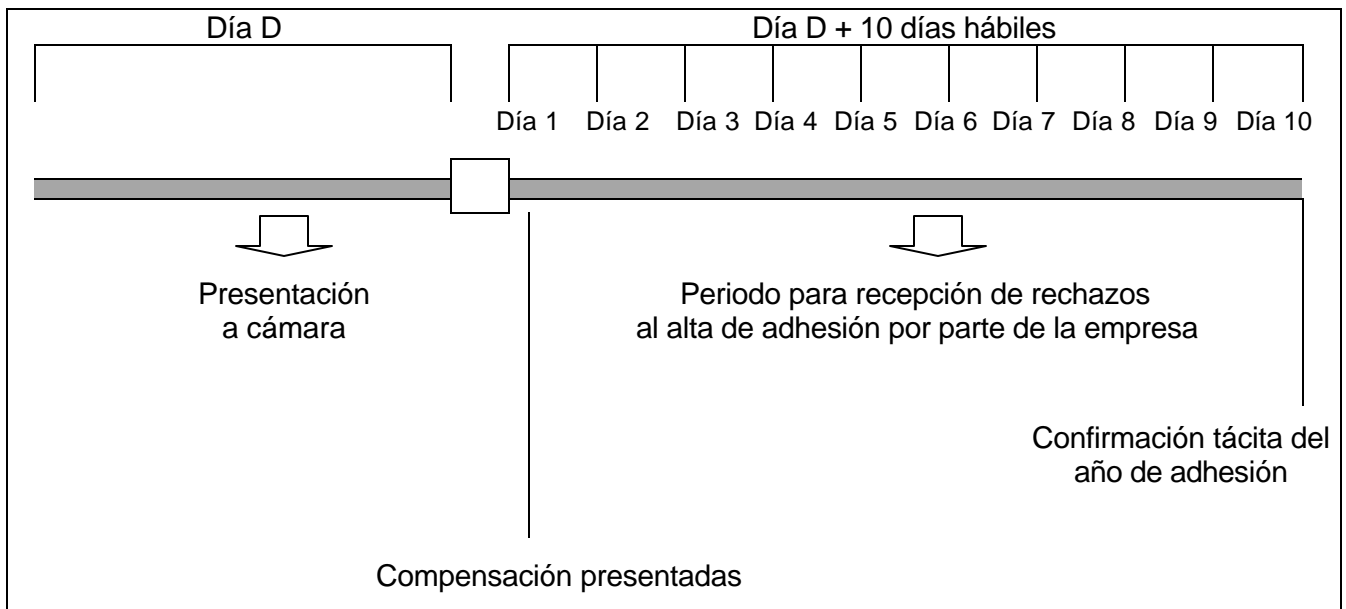 Día D
Día D + 10 días hábiles
Día 1 Día 2 Día 3 Día 4 Día 5 Día 6 Día 7 Día 8 Día 9 Día 10
Presentación
a cámara
Periodo para recepción de rechazos
al alta de adhesión por parte de la empresa
Confirmación tácita del
año de adhesión
Compensación presentadas